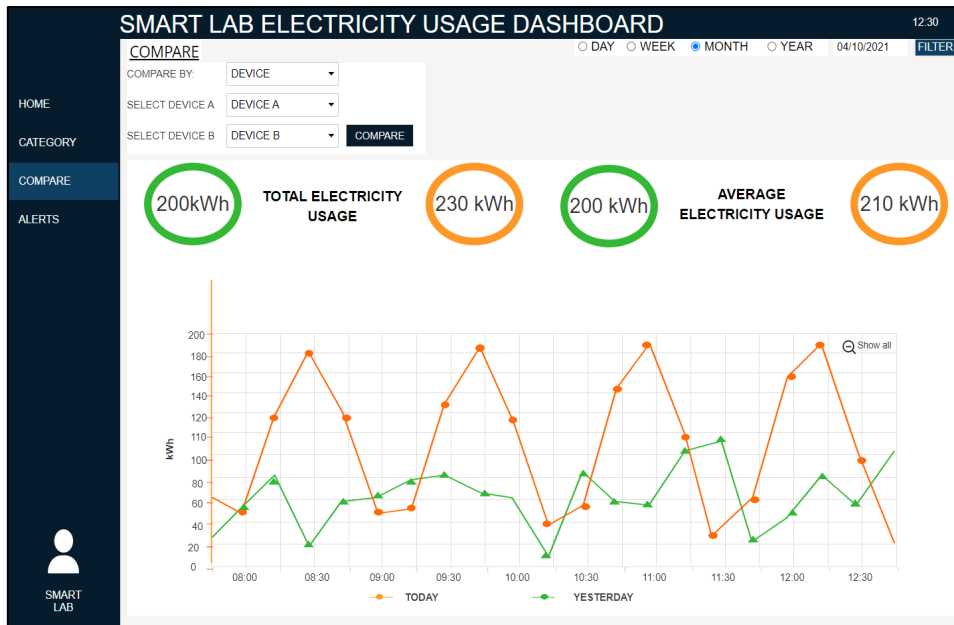 SMART LAB ELECTRICITY USAGE DASHBOARD
12:30
COMPARE
DAY
WEEK
MONTH
YEAR
04/10/2021
FILTER
COMPARE BY:
DEVICE
SELECT DEVICE A
DEVICE A
SELECT DEVICE B
DEVICE B
COMPARE
HOME
CATEGORY
COMPARE
ALERTS
SMART
LAB
200kWh
TOTAL ELECTRICITY
USAGE
230 kWh
200 kWh
AVERAGE
ELECTRICITY USAGE
210 kWh
Show all
kWh
200
180
160
140
120
110
100
80
60
40
20
0
08:00
08:30
09:00
09:30
10:00
10:30
11:00
11:30
12:00
12:30
TODAY
YESTERDAY